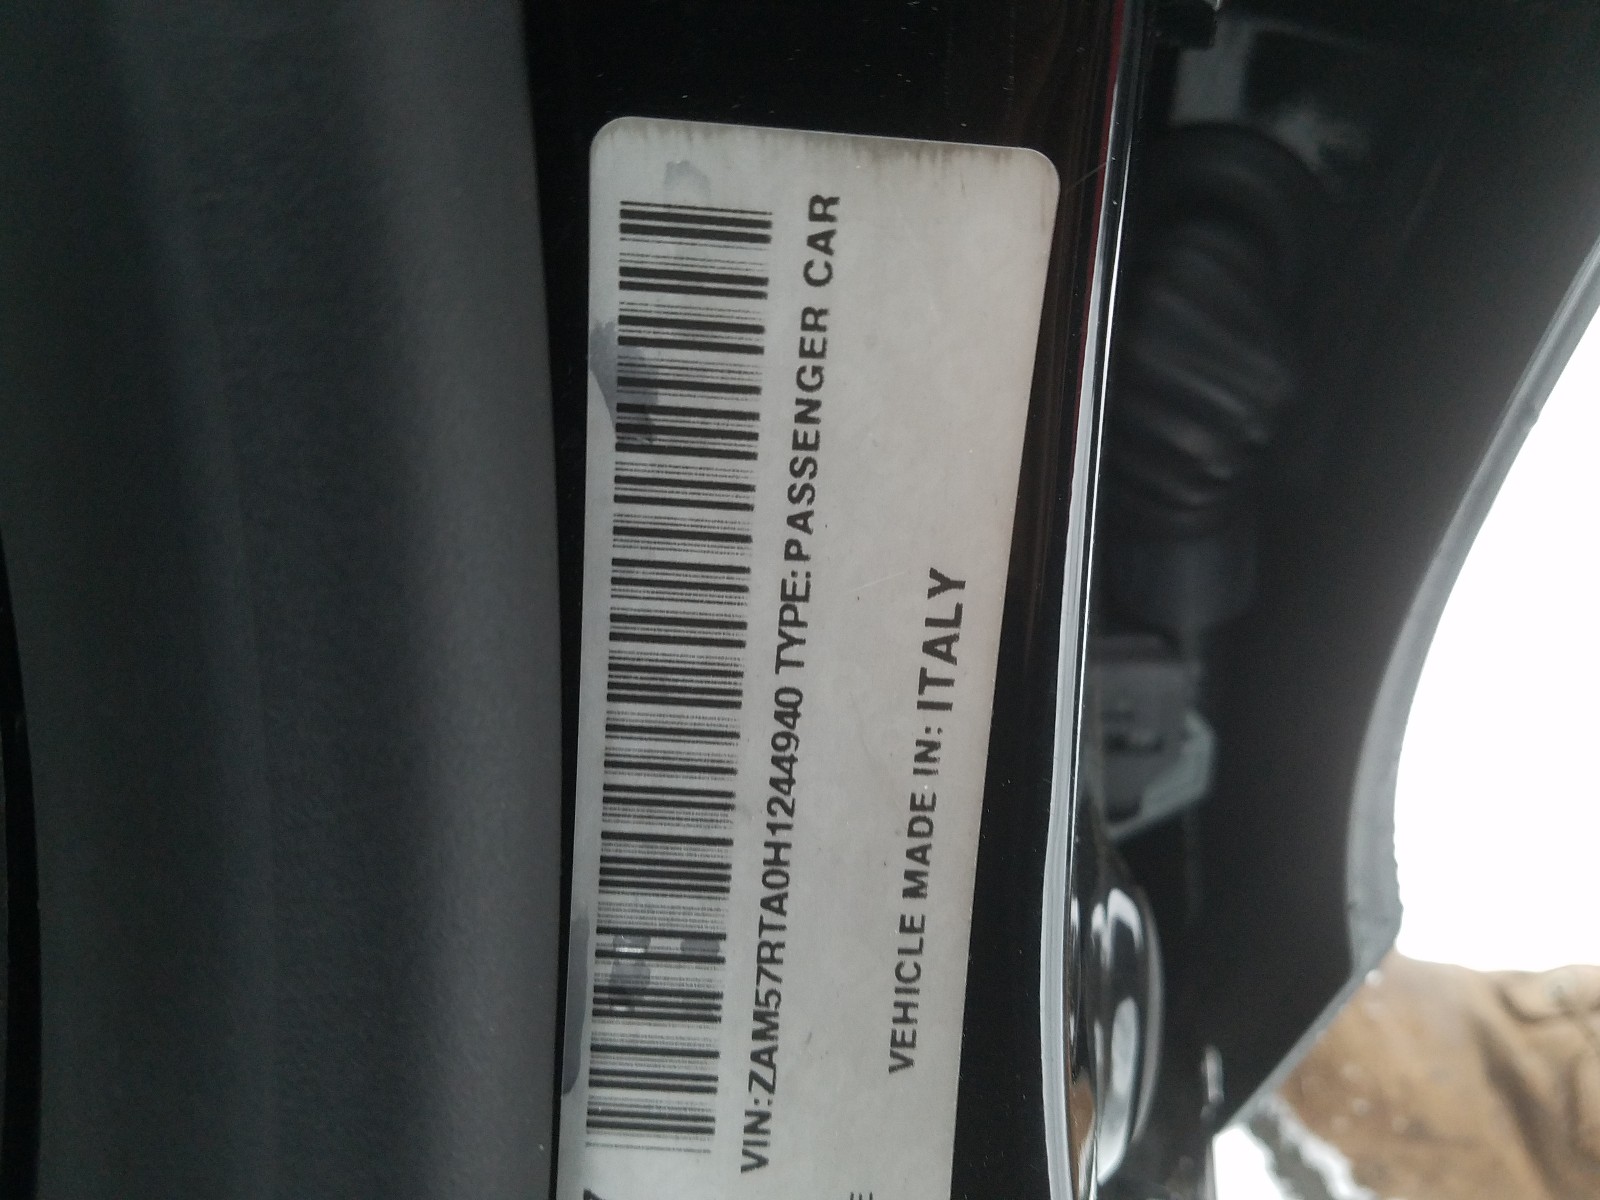 VIN:ZAM57RTA0H1244940 TYPE:PASSENGER CAR
VEHICLE MADE IN: ITALY